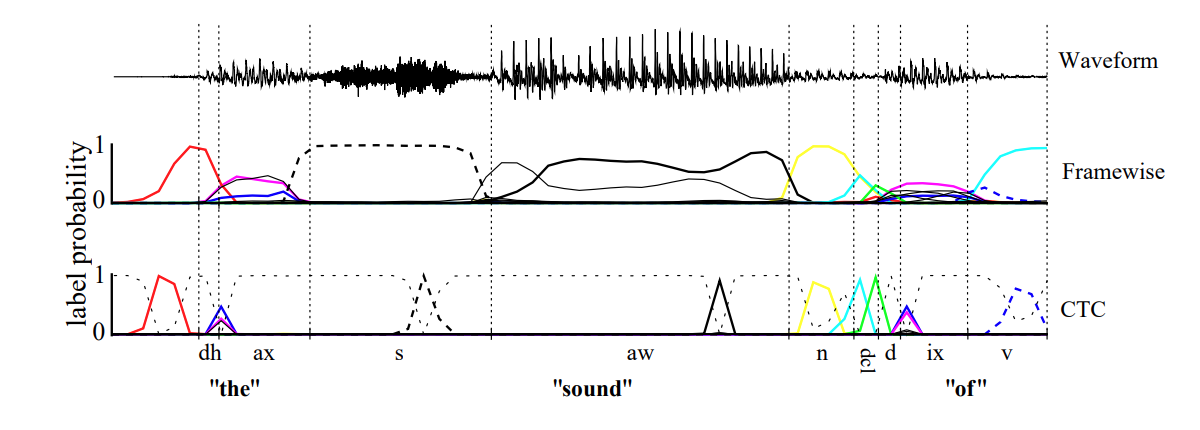 Waveform
label probability
1
0
Framewise
1
0
CTC
dh ax s aw n dcl d ix v
"the" "sound" "of"